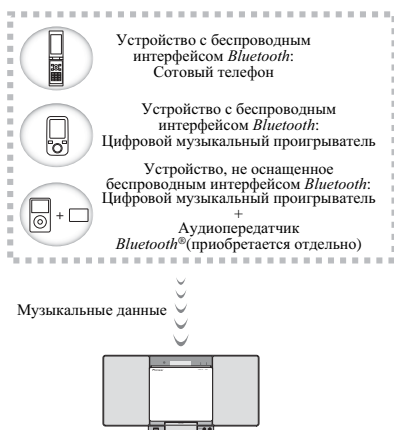 Устройство с беспроводным
интерфейсом Bluetooth:
Сотовый телефон
Устройство с беспроводным
интерфейсом Bluetooth:
Цифровой музыкальный проигрыватель
Устройство, не оснащенное
беспроводным интерфейсом Bluetooth:
Цифровой музыкальный проигрыватель
+
Аудиопередатчик
Bluetooth®(приобретается отдельно)
+
Музыкальные данные